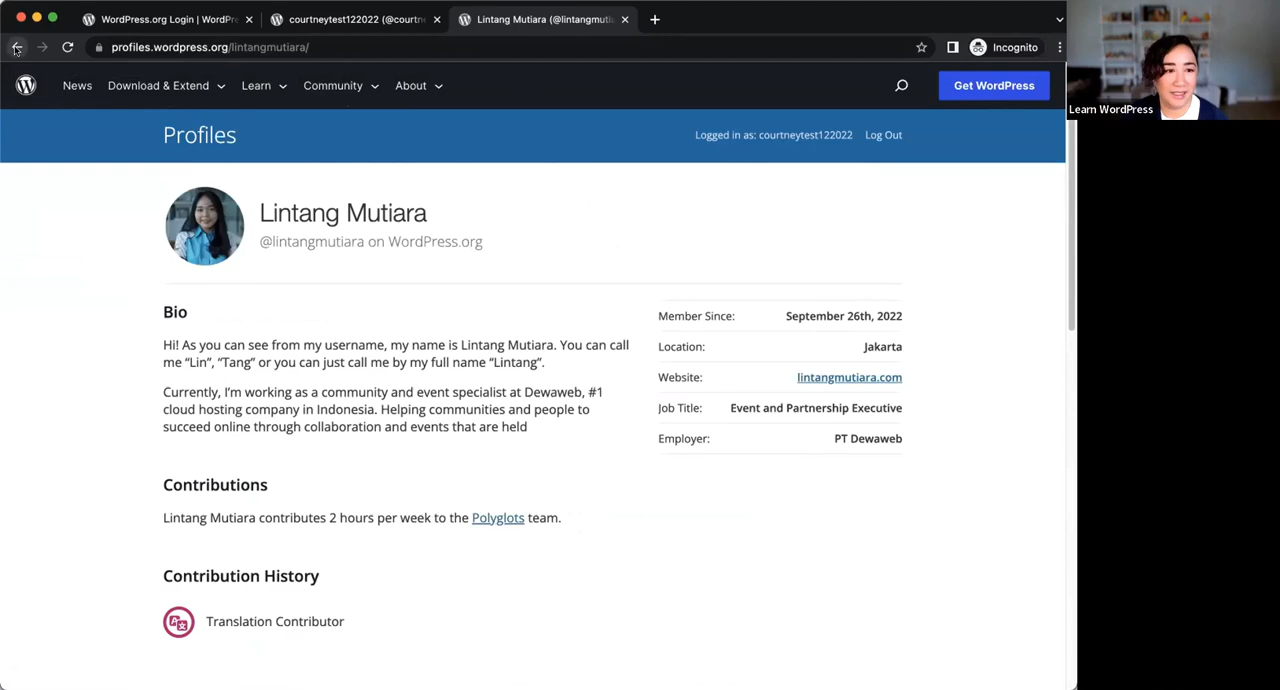 WordPress.org Login | WordPr
courtneytest122022 (@courtn
Lintang Mutiara (@lintangmuti
profiles.wordpress.org/lintangmutiara/
Incognito
News
Download & Extend
Learn
Community
About
Get WordPress
Learn WordPress
Profiles
Logged in as: courtneytest122022
Log Out
Lintang Mutiara
@lintangmutiara on WordPress.org
Bio
Hi! As you can see from my username, my name is Lintang Mutiara. You can call
me “Lin”, “Tang” or you can just call me by my full name “Lintang”.
Currently, I’m working as a community and event specialist at Dewaweb, #1
cloud hosting company in Indonesia. Helping communities and people to
succeed online through collaboration and events that are held
Member Since: September 26th, 2022
Location: Jakarta
Website: lintangmutiara.com
Job Title: Event and Partnership Executive
Employer: PT Dewaweb
Contributions
Lintang Mutiara contributes 2 hours per week to the Polyglots team.
Contribution History
Translation Contributor